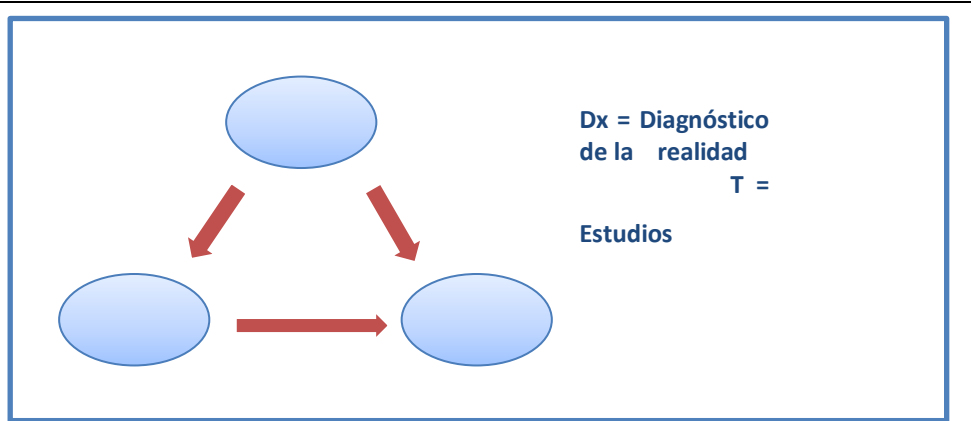 Dx = Diagnóstico
de la realidad
T =
Estudios